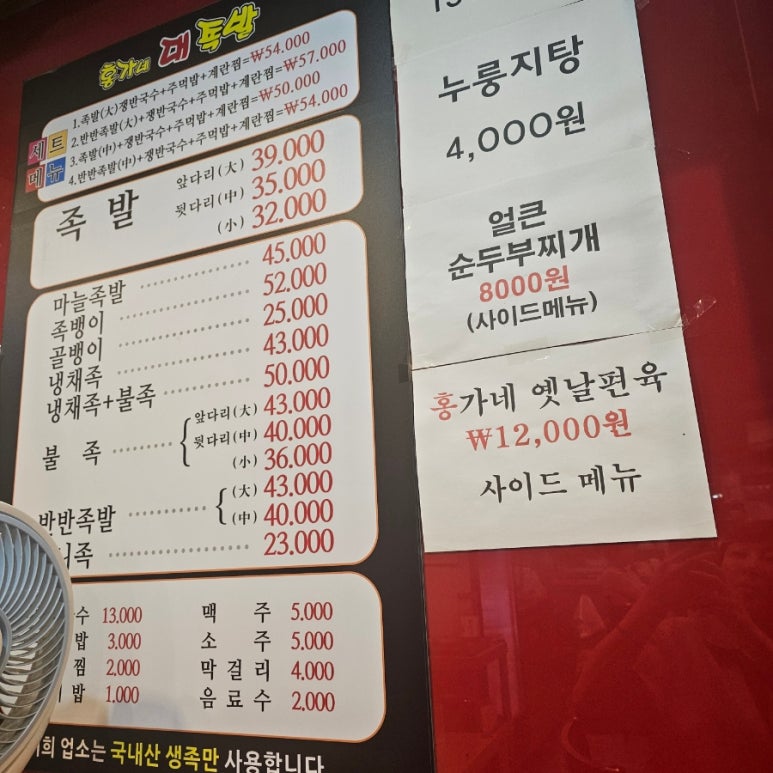 홍가네 대 족발
세트 메뉴
1.족발(大)쟁반국수+주먹밥+계란찜=₩54.000
2.반반족발(大)+쟁반국수+주먹밥+계란찜=₩57.000
3.족발(中)+쟁반국수+주먹밥+계란찜=₩50.000
4.반반족발(中)+쟁반국수+주먹밥+계란찜=₩54.000
족 발
앞다리(大) 39.000
뒷다리(中) 35.000
(小) 32.000
마늘족발 45.000
족뱅이 52.000
골뱅이 25.000
냉채족 43.000
냉채족+불족 50.000
불 족
앞다리(大) 43.000
뒷다리(中) 40.000
(小) 36.000
반반족발
(大) 43.000
(中) 40.000
족 23.000
수 13.000
밥 3.000
찜 2.000
밥 1.000
맥 주 5.000
소 주 5.000
막걸리 4.000
음료수 2.000
업소는 국내산 생족만 사용합니다
누룽지탕
4,000원
얼큰
순두부찌개
8000원
(사이드메뉴)
홍가네 옛날편육
₩12,000원
사이드 메뉴